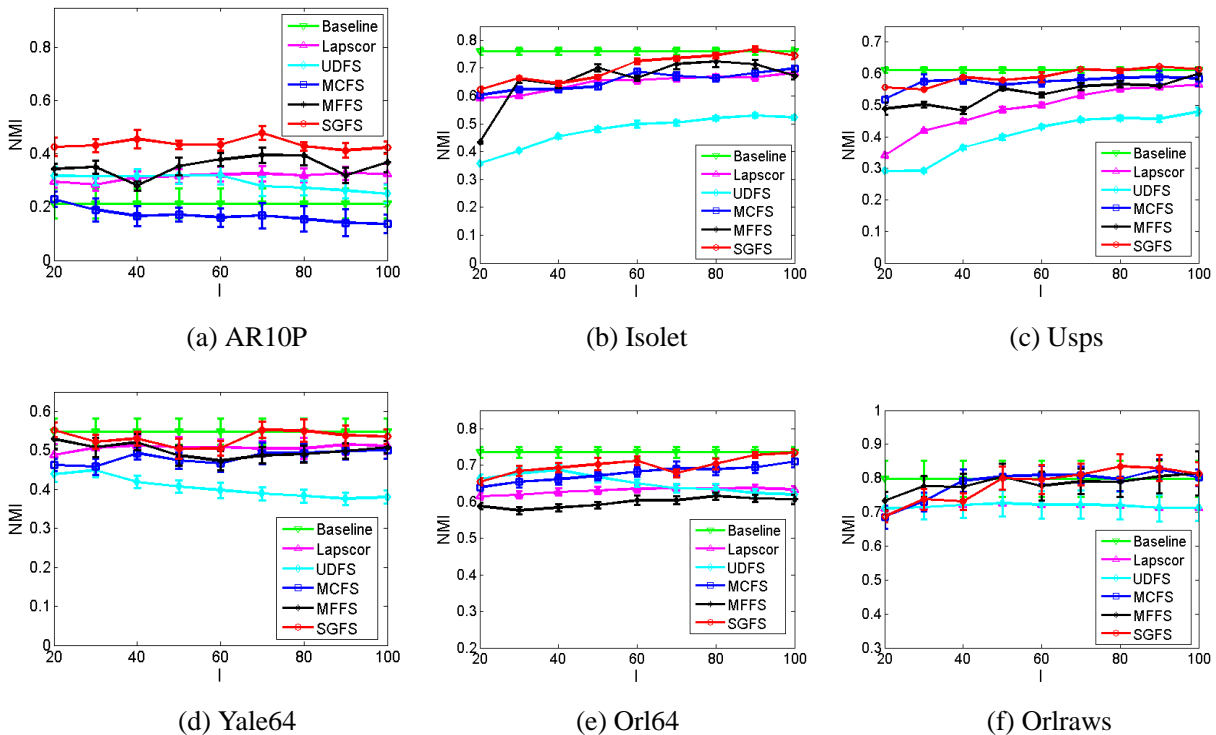 Baseline
Lapscor
UDFS
MCFS
MFFS
SGFS
NMI
0.8
0.6
0.4
0.2
0
20 40 60 80 100
l
(a) AR10P
Baseline
Lapscor
UDFS
MCFS
MFFS
SGFS
NMI
0.8
0.7
0.6
0.5
0.4
0.3
0.2
0.1
0
20 40 60 80 100
l
(b) Isolet
Baseline
Lapscor
UDFS
MCFS
MFFS
SGFS
NMI
0.7
0.6
0.5
0.4
0.3
0.2
0.1
0
20 40 60 80 100
l
(c) Usps
Baseline
Lapscor
UDFS
MCFS
MFFS
SGFS
NMI
0.6
0.5
0.4
0.3
0.2
0.1
0
20 40 60 80 100
l
(d) Yale64
Baseline
Lapscor
UDFS
MCFS
MFFS
SGFS
NMI
0.8
0.7
0.6
0.5
0.4
0.3
0.2
20 40 60 80 100
l
(e) Orl64
Baseline
Lapscor
UDFS
MCFS
MFFS
SGFS
NMI
1
0.9
0.8
0.7
0.6
0.5
0.4
0.3
20 40 60 80 100
l
(f) Orlraws